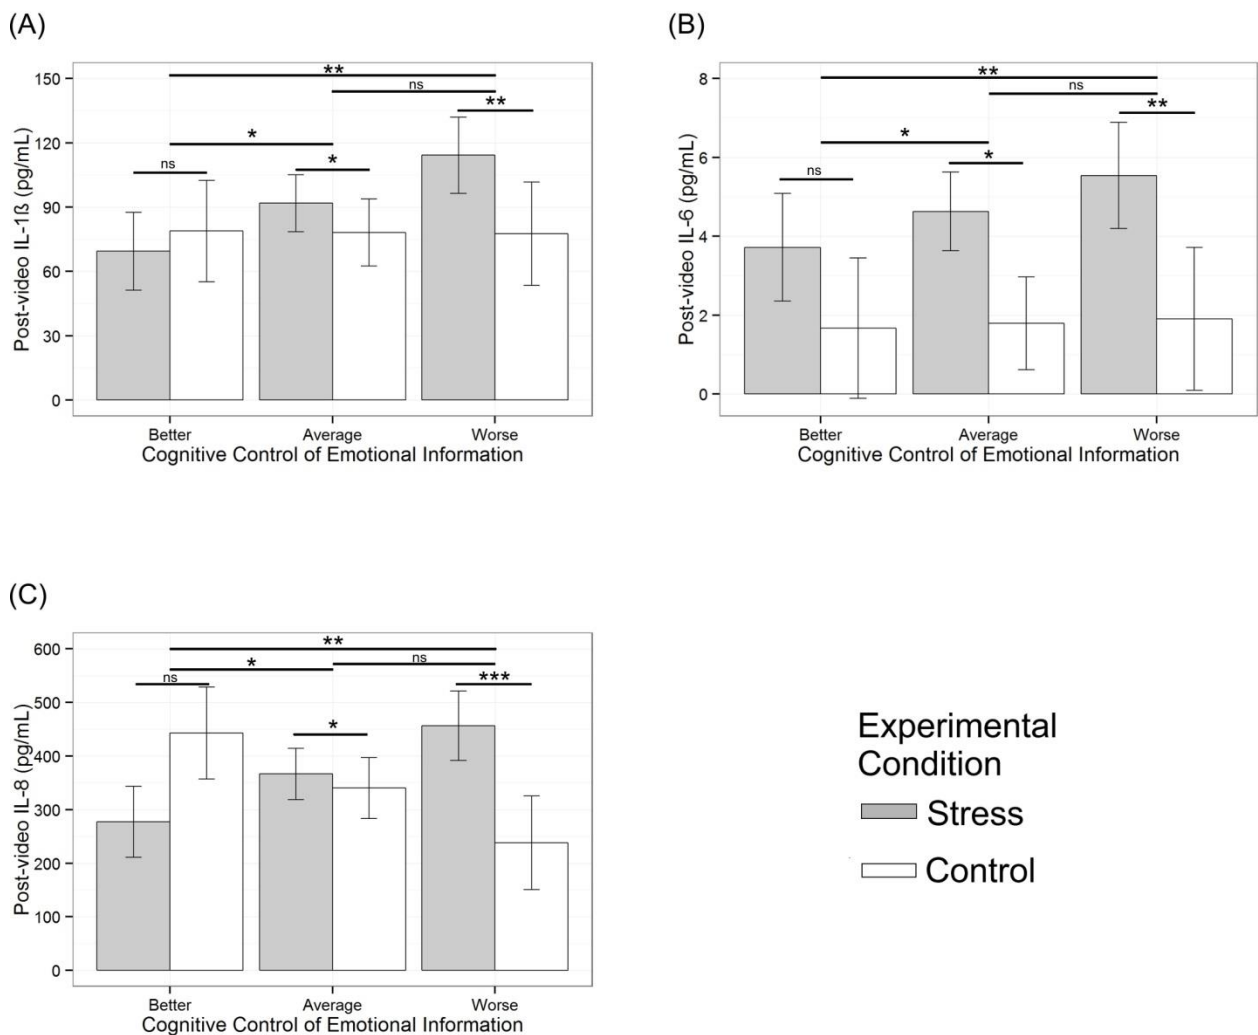 (A)
Post-video IL-1ß (pg/mL)
150
120
90
60
30
0
**
ns
**
*
*
ns
Better
Average
Worse
Cognitive Control of Emotional Information
(B)
Post-video IL-6 (pg/mL)
8
6
4
2
0
**
ns
**
*
*
ns
Better
Average
Worse
Cognitive Control of Emotional Information
(C)
Post-video IL-8 (pg/mL)
600
500
400
300
200
100
0
**
ns
*
ns
***
*
Better
Average
Worse
Cognitive Control of Emotional Information
Experimental
Condition
Stress
Control